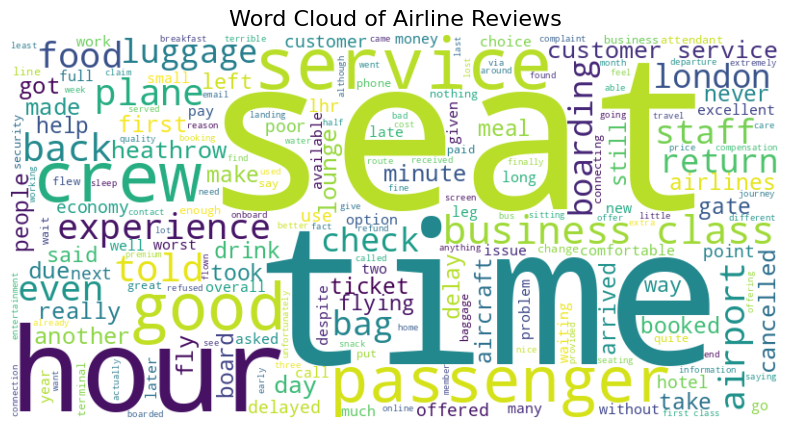 Word Cloud of Airline Reviews
least
work
breakfast
terrible
customer
came
money
choice
via
business
attendant
complaint
went
customer service
food
luggage
service
line
claim
full
small
left
phone
although
around
last
lost
found
month
feel
departure
extremely
london
got
plane
week
email
seat
nothing
able
going
never
made
served
pay
landing
half
lhr
bad
cost
meal
given
boarding
travel
excellent
care
help
first
reason
poor
late
staff
security
quality
booking
water
available
lounge
route
received
paid
finally
connecting
still
price
compensation
back
heathrow
find
used
minute
long
return
people
working
crew
flew
sleep
make
say
fine
screen
airlines
journey
economy
contact
need
onboard
use
option
give
leg
bus
sitting
new
offer
little
different
gate
wait
experience
enough
better
fact
refund
check
business class
extra
said
well
worst
drink
called
anything
issue
change
comfortable
point
due
next
told
took
two
time
delay
way
airport
cancelled
offering
entertainment
premium
lot
great
refused
overall
despite
ticket
flying
aircraft
problem
waiting
provided
arrived
booked
even
really
good
flown
unfortunately
bag
home
baggage
quite
already
another
fly
board
asked
snack
put
nice
seating
end
information
saying
hour
see
three
passenger
year
want
terminal
actually
later
call
day
early
member
hotel
take
connection
boarded
delayed
offered
much
online
many
without
first class
go